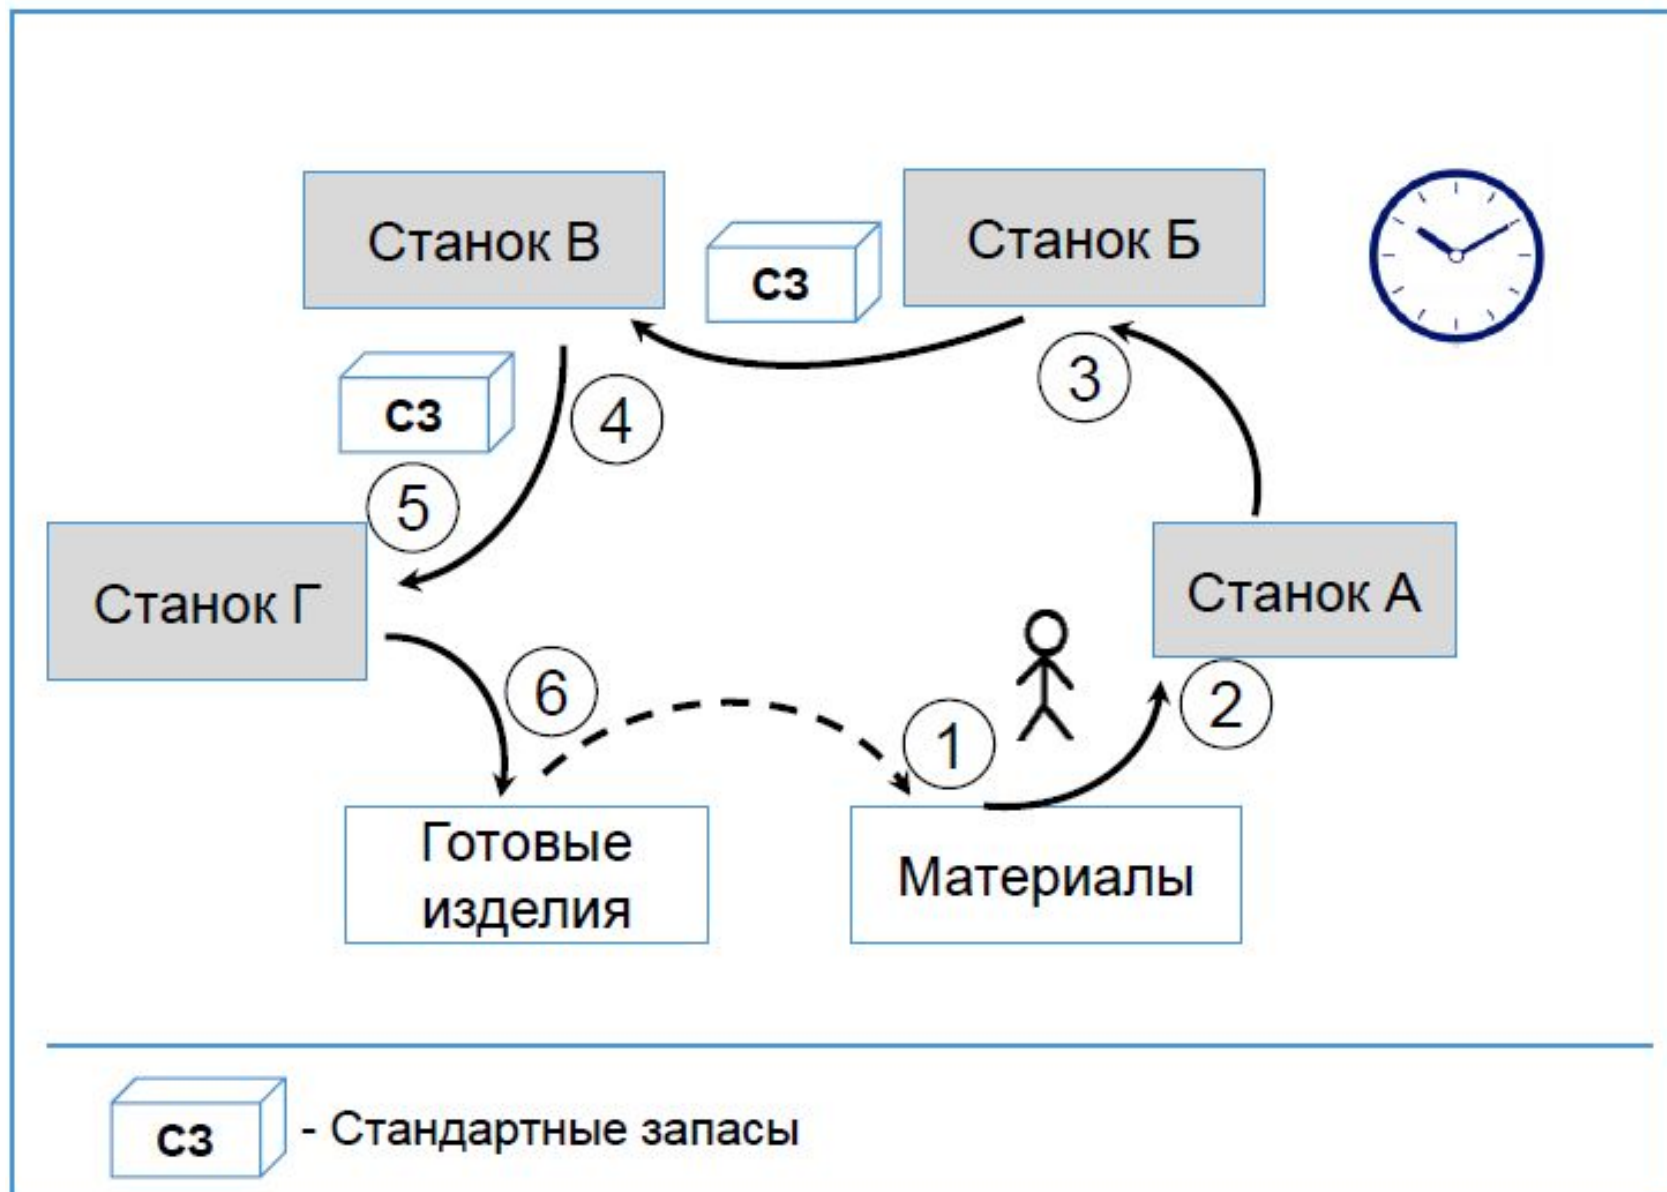 Станок В
Станок Б
СЗ
3
СЗ
4
5
Станок Г
Станок А
6
1
2
Готовые
изделия
Материалы
СЗ
- Стандартные запасы